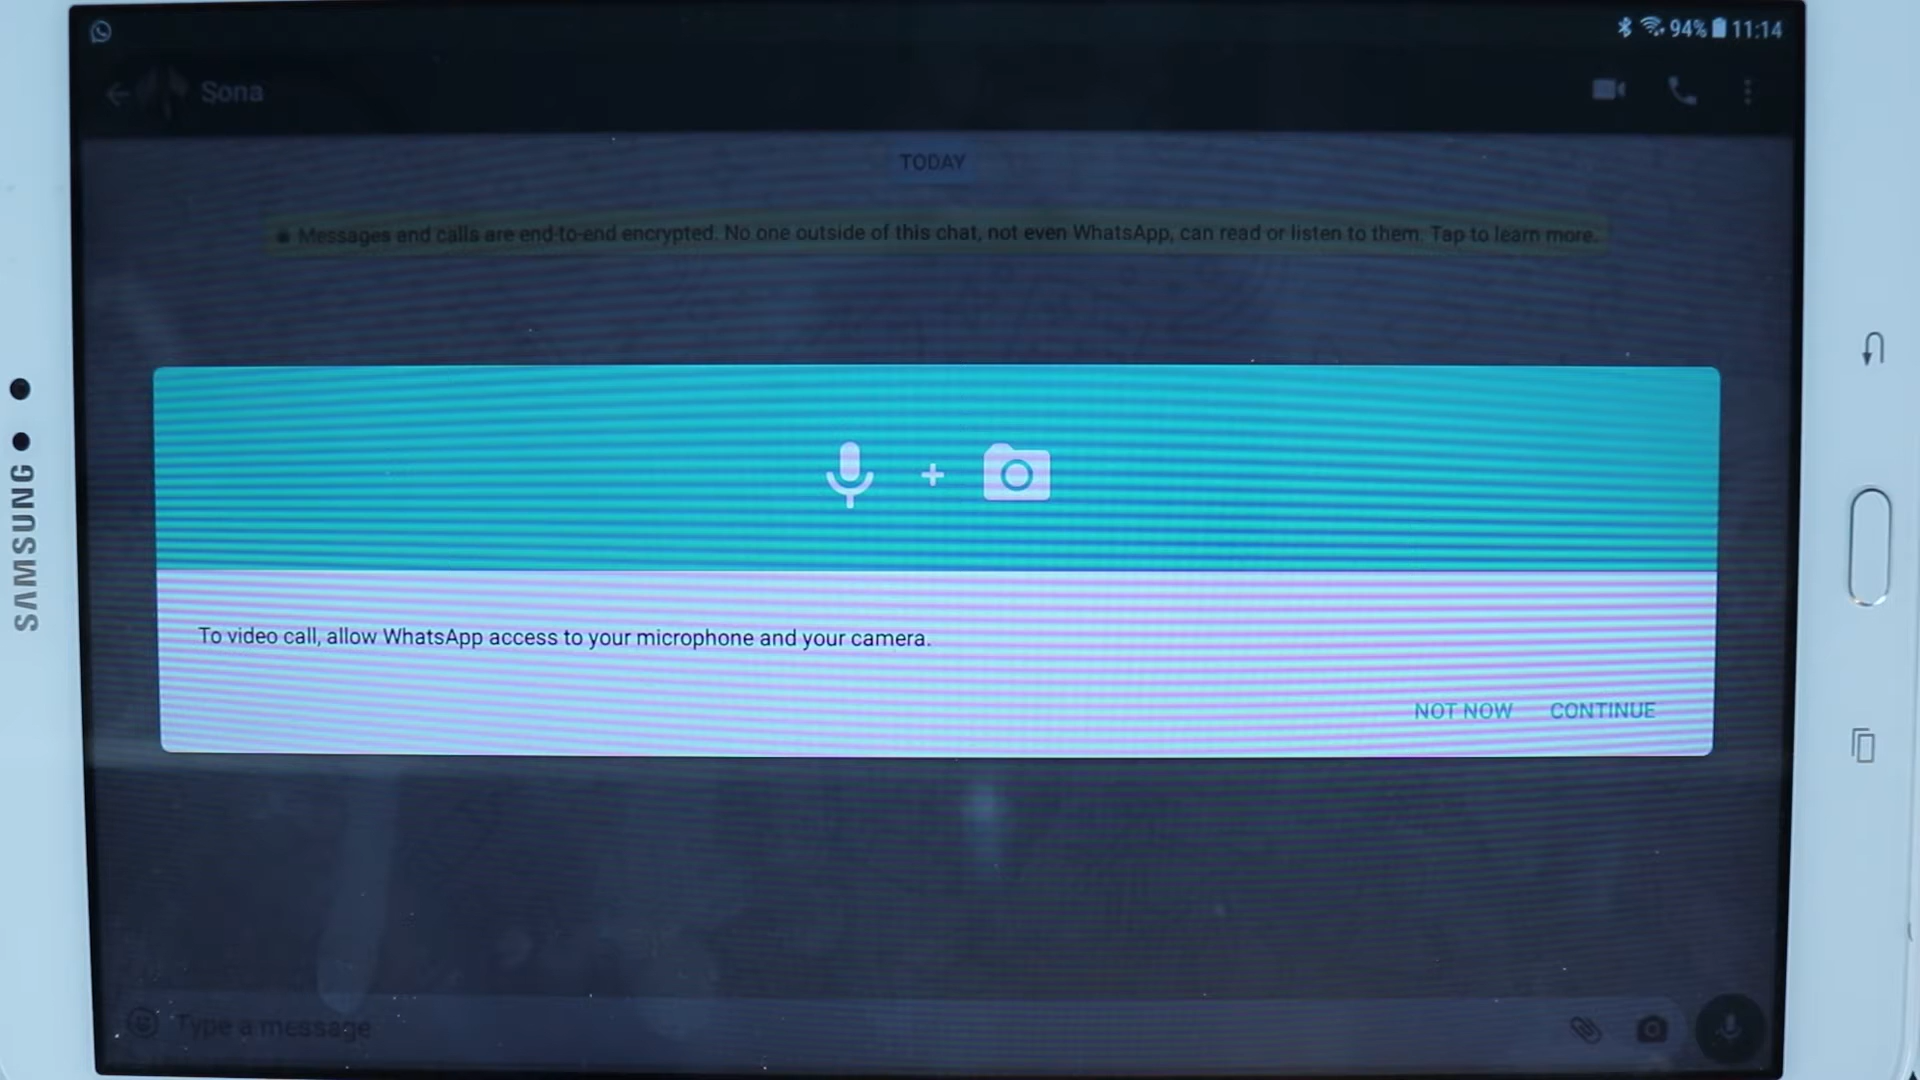 94% 11:14
Sona
TODAY
Messages and calls are end-to-end encrypted. No one outside of this chat, not even WhatsApp, can read or listen to them. Tap to learn more.
SAMSUNG
To video call, allow WhatsApp access to your microphone and your camera.
NOT NOW CONTINUE
Type a message